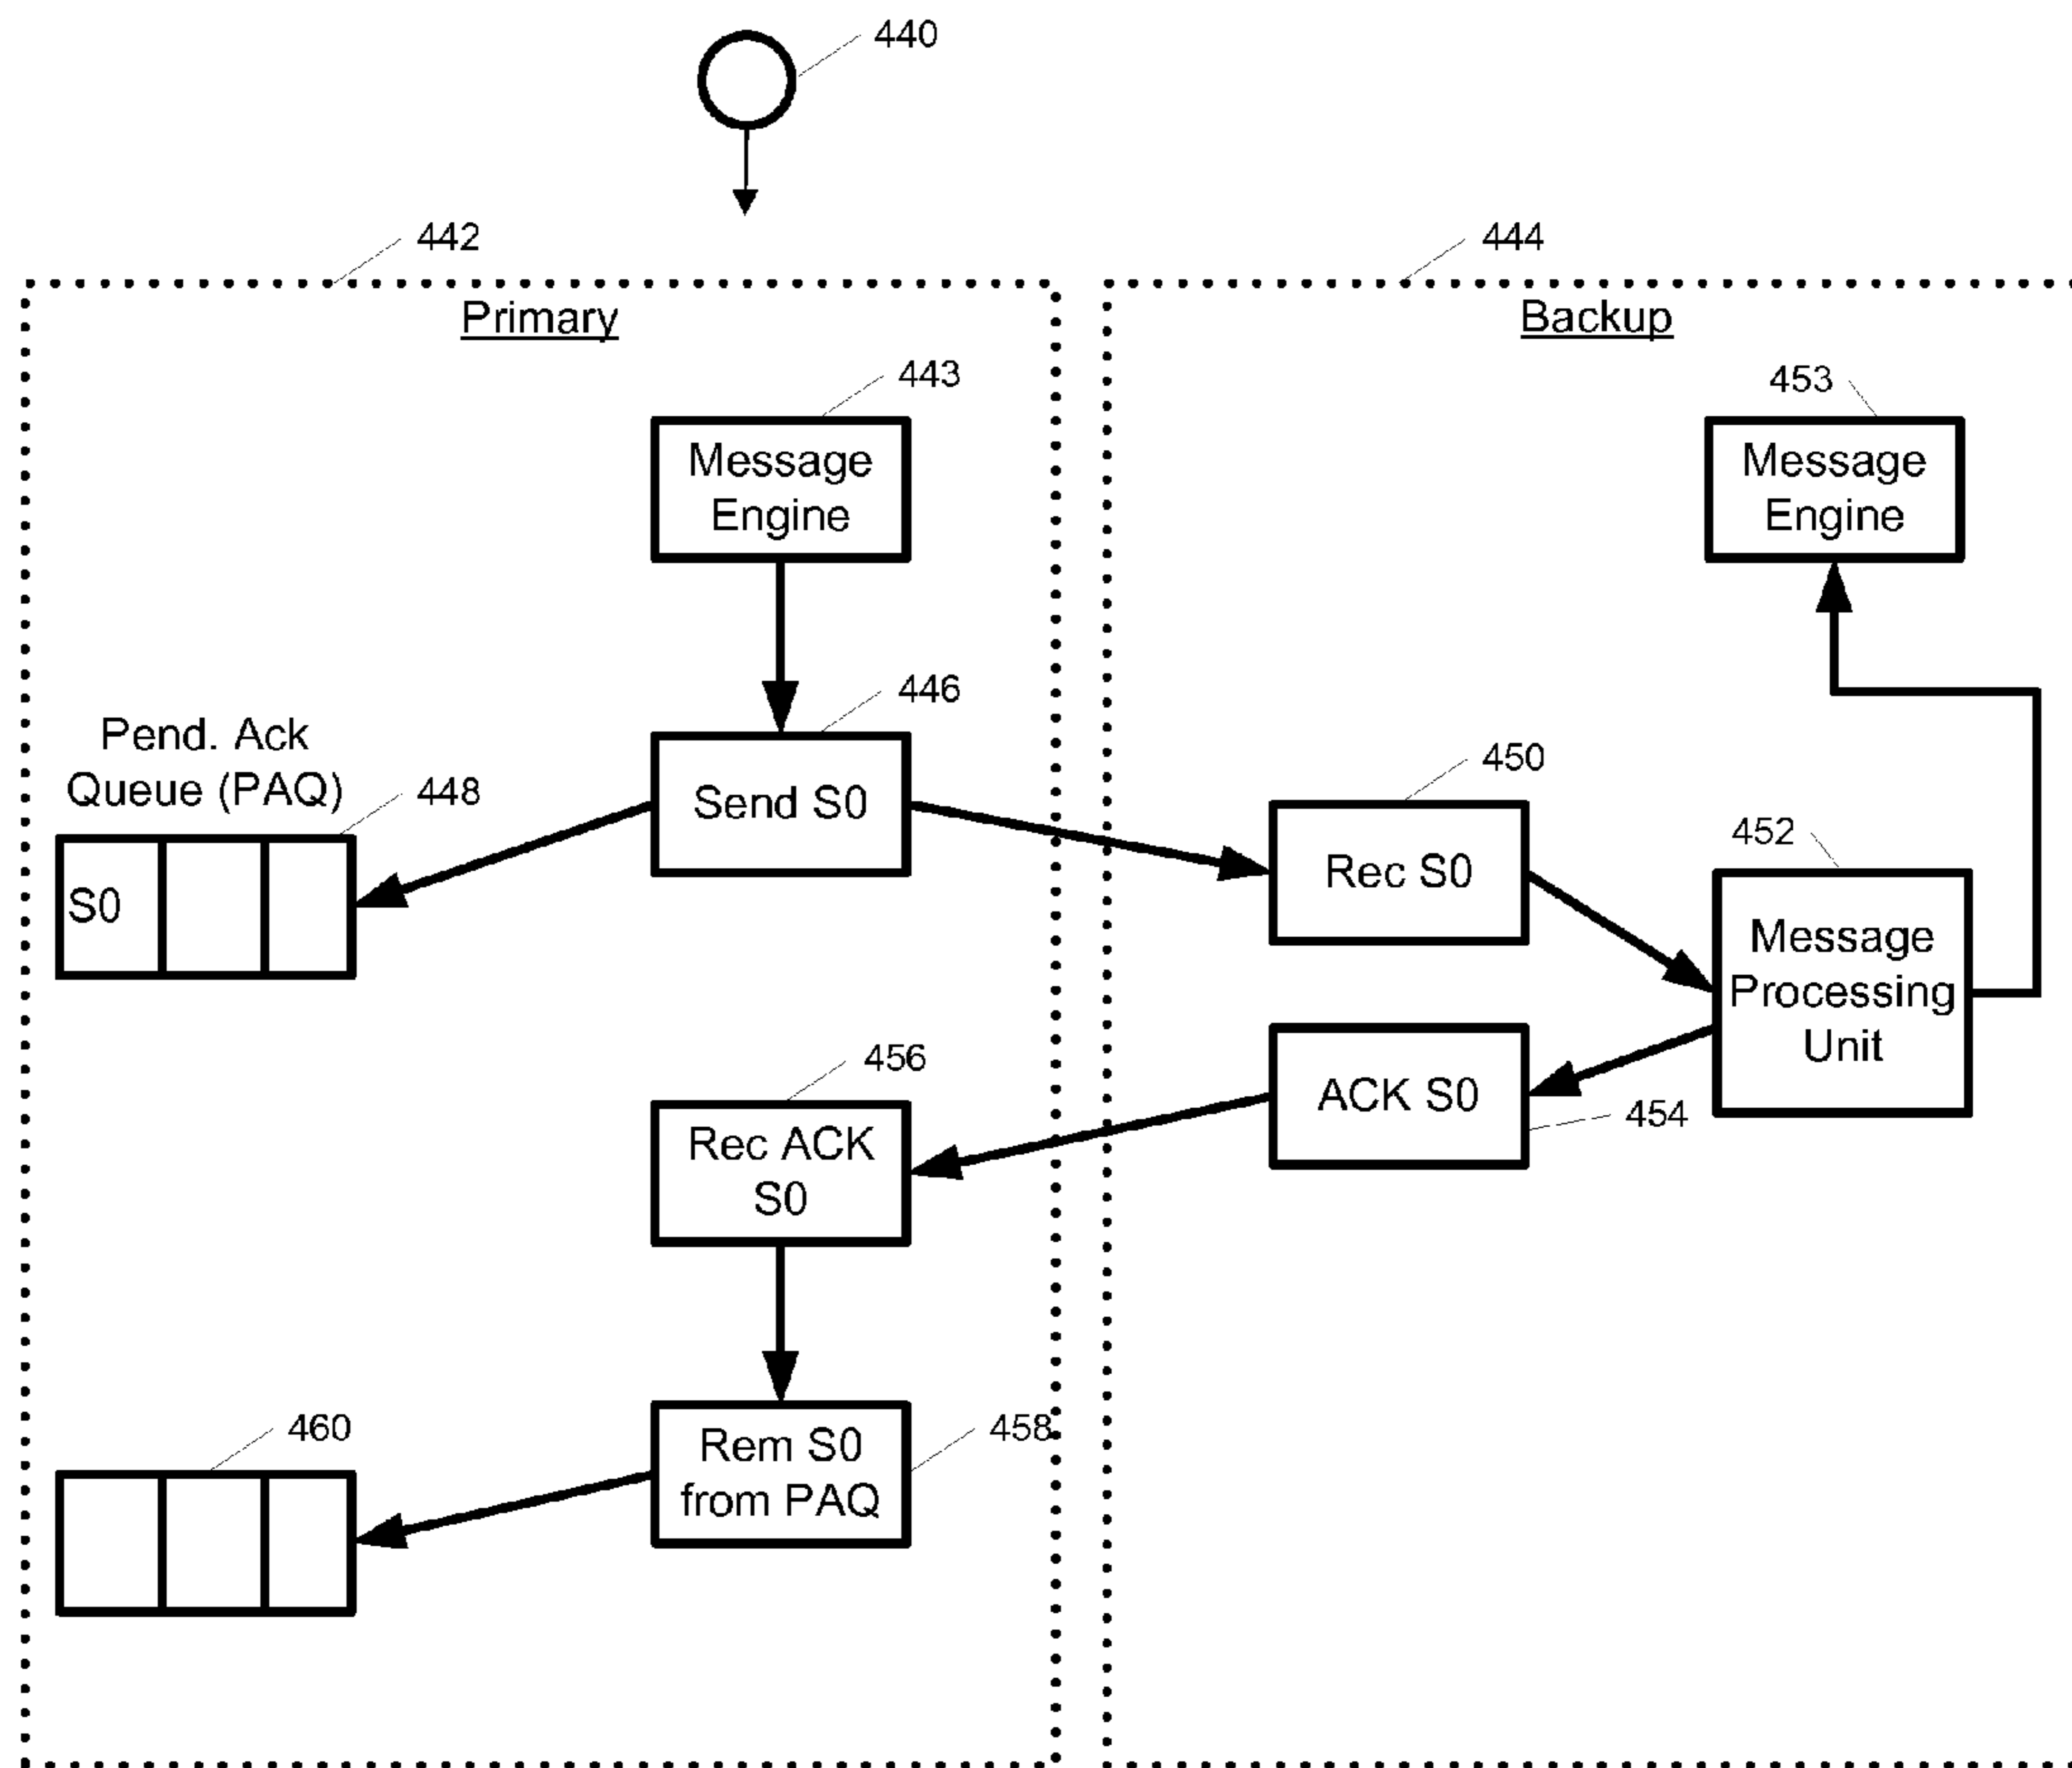 440
442
444
Primary
Backup
443
453
Message
Engine
Message
Engine
446
Pend. Ack
Queue (PAQ)
448
Send S0
450
S0
Rec S0
452
Message
Processing
Unit
456
ACK S0
454
Rec ACK
S0
460
458
Rem S0
from PAQ